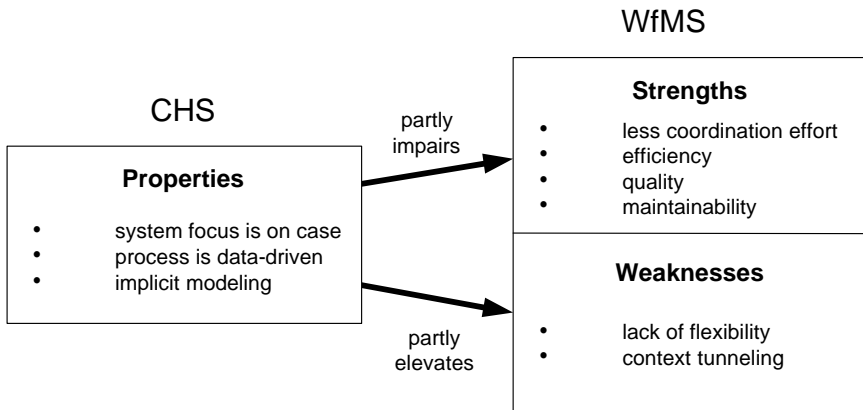 WfMS
CHS
Properties
• system focus is on case
• process is data-driven
• implicit modeling
partly
impairs
partly
elevates
Strengths
• less coordination effort
• efficiency
• quality
• maintainability
Weaknesses
• lack of flexibility
• context tunneling